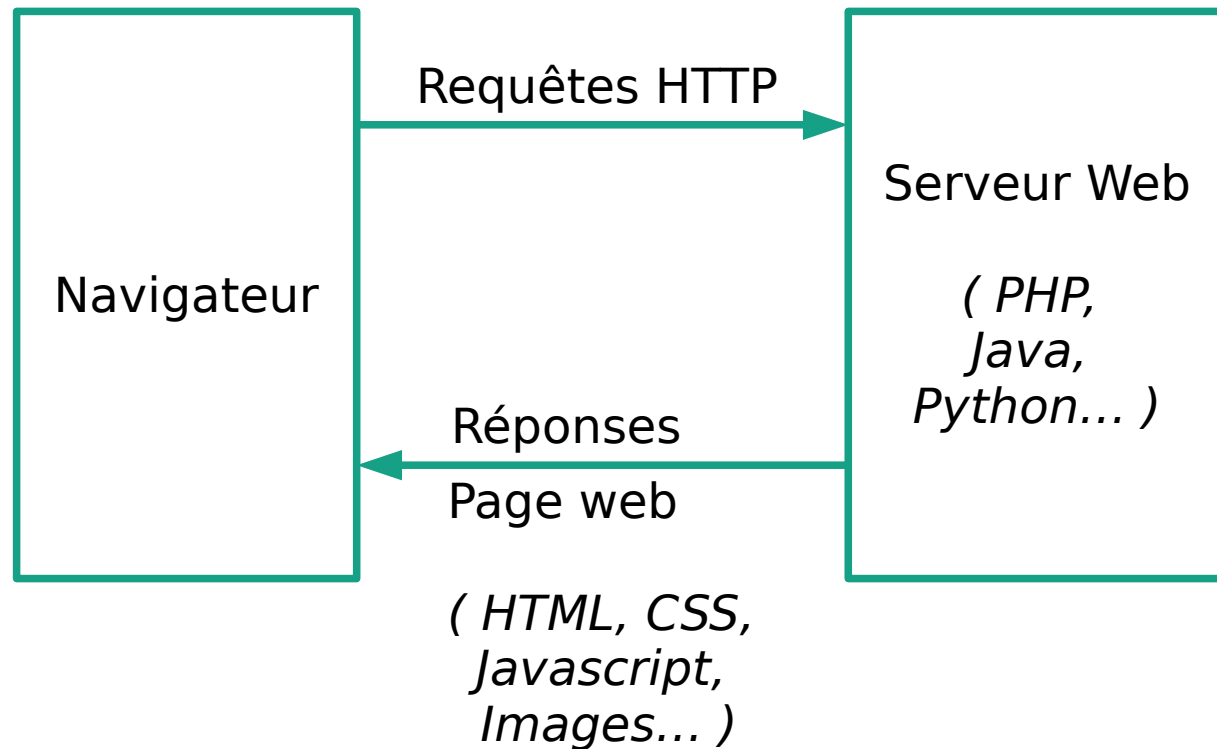 Requêtes HTTP
Navigateur
Serveur Web
( PHP,
Java,
Python... )
Réponses
Page web
( HTML, CSS,
Javascript,
Images... )